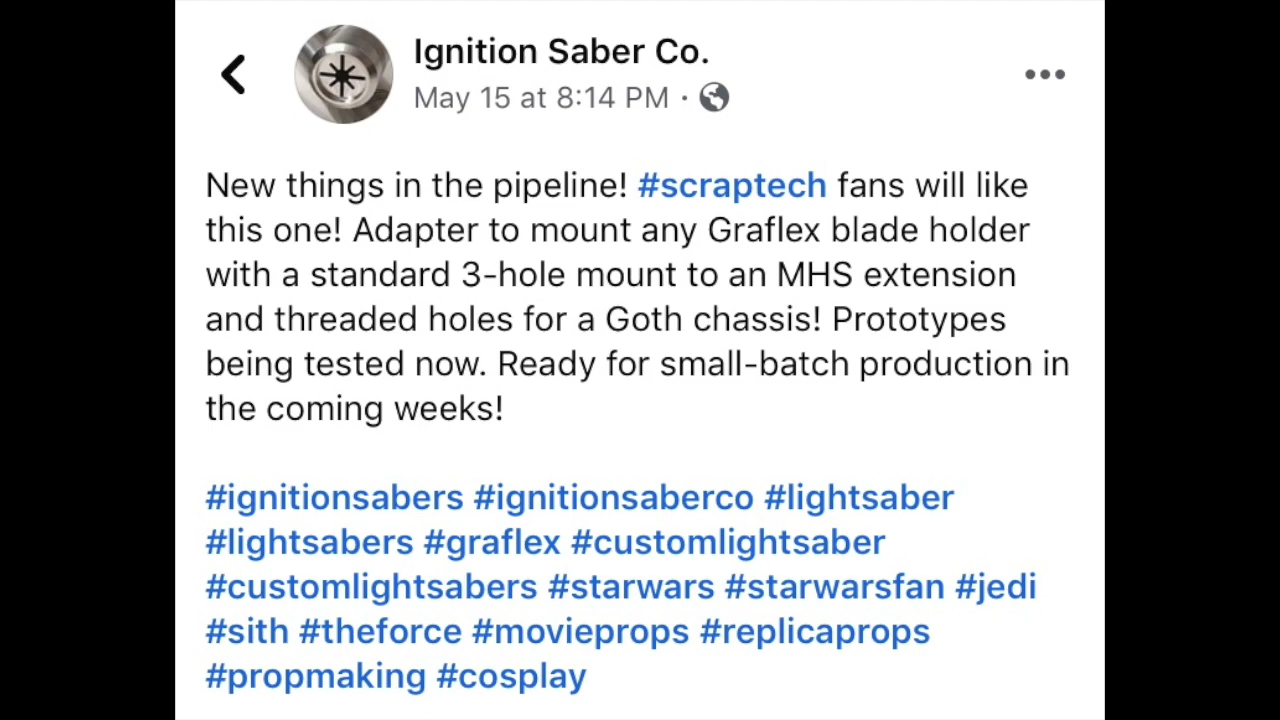 Ignition Saber Co.
May 15 at 8:14 PM ·
New things in the pipeline! #scraptech fans will like
this one! Adapter to mount any Graflex blade holder
with a standard 3-hole mount to an MHS extension
and threaded holes for a Goth chassis! Prototypes
being tested now. Ready for small-batch production in
the coming weeks!
#ignitionsabers #ignitionsaberco #lightsaber
#lightsabers #graflex #customlightsaber
#customlightsabers #starwars #starwarsfan #jedi
#sith #theforce #movieprops #replicaprops
#propmaking #cosplay